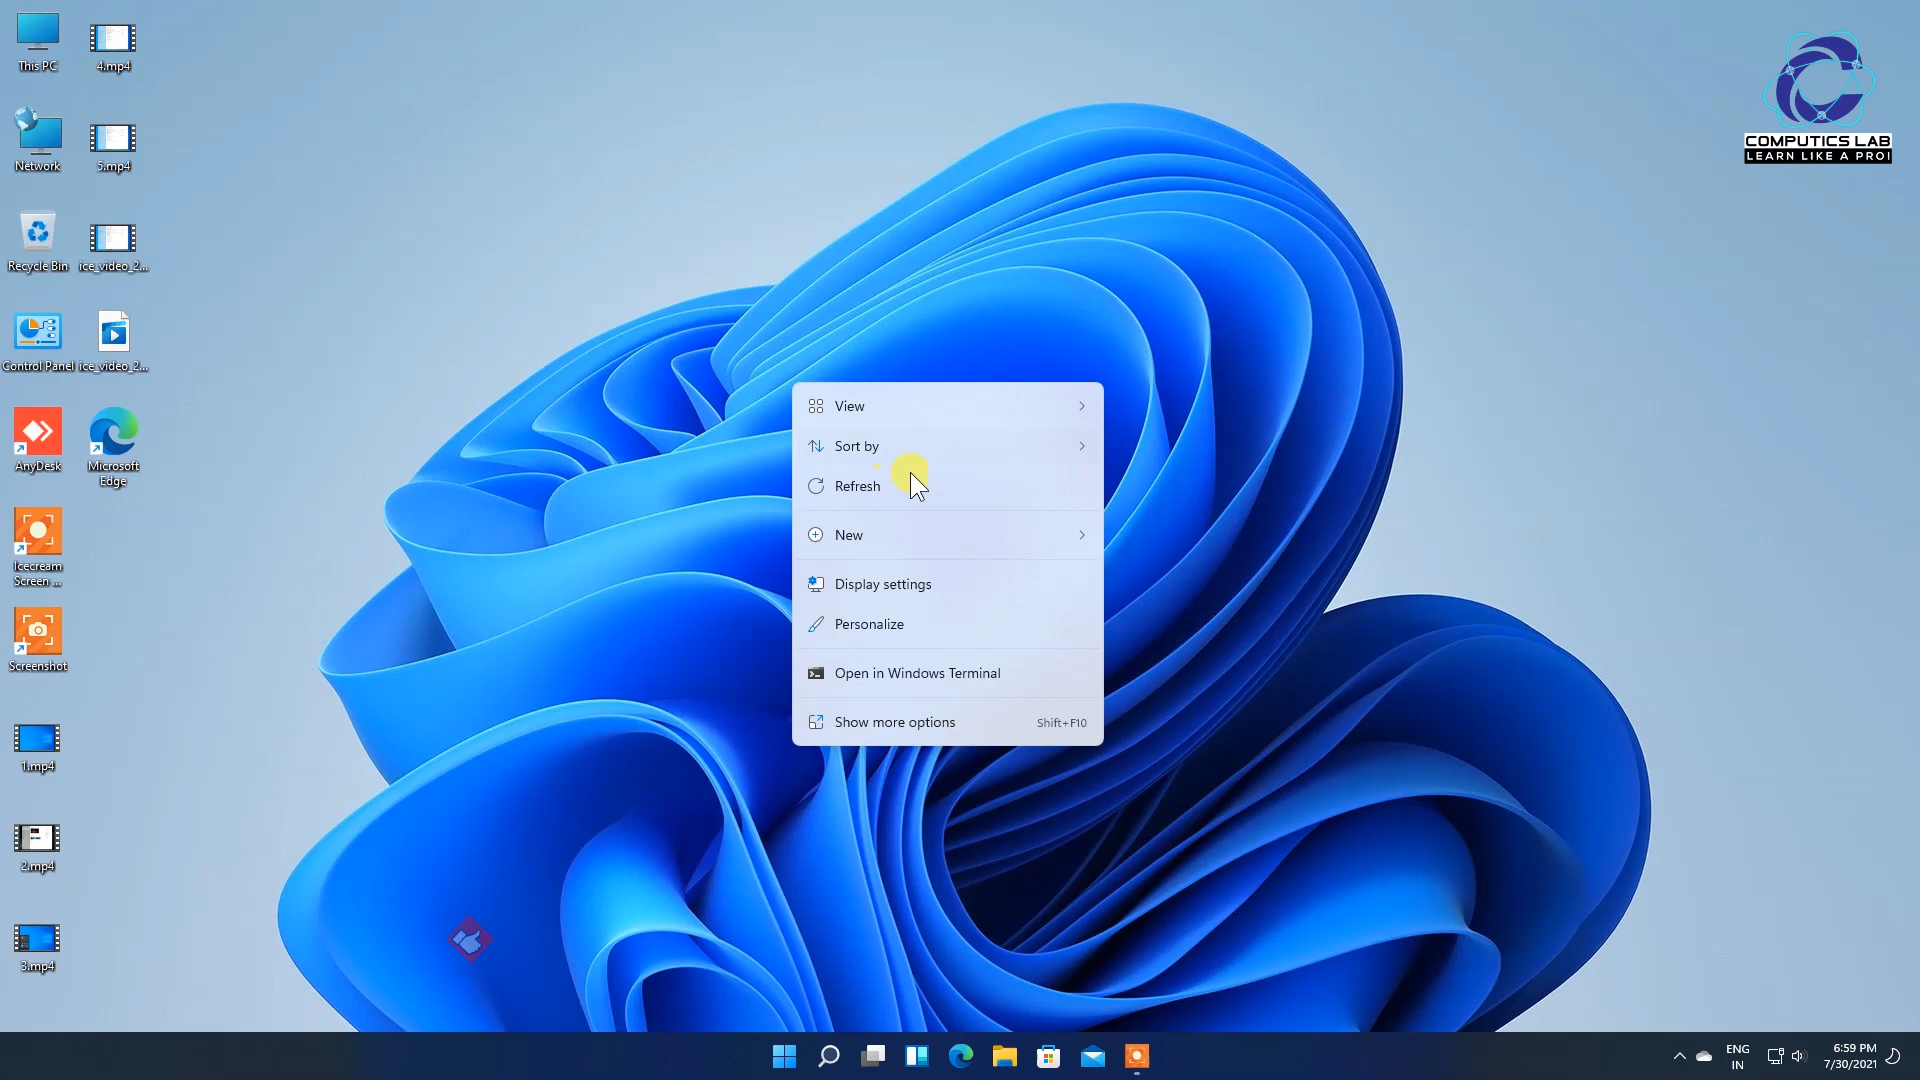 This PC
4.mp4
Network
5.mp4
Recycle Bin
ice_video_2...
Control Panel
ice_video_2...
AnyDesk
Microsoft
Edge
Icecream
Screen ...
Screenshot
1.mp4
2.mp4
3.mp4
COMPUTICS LAB
LEARN LIKE A PRO!
View
Sort by
Refresh
New
Display settings
Personalize
Open in Windows Terminal
Show more options Shift+F10
ENG
IN
6:59 PM
7/30/2021